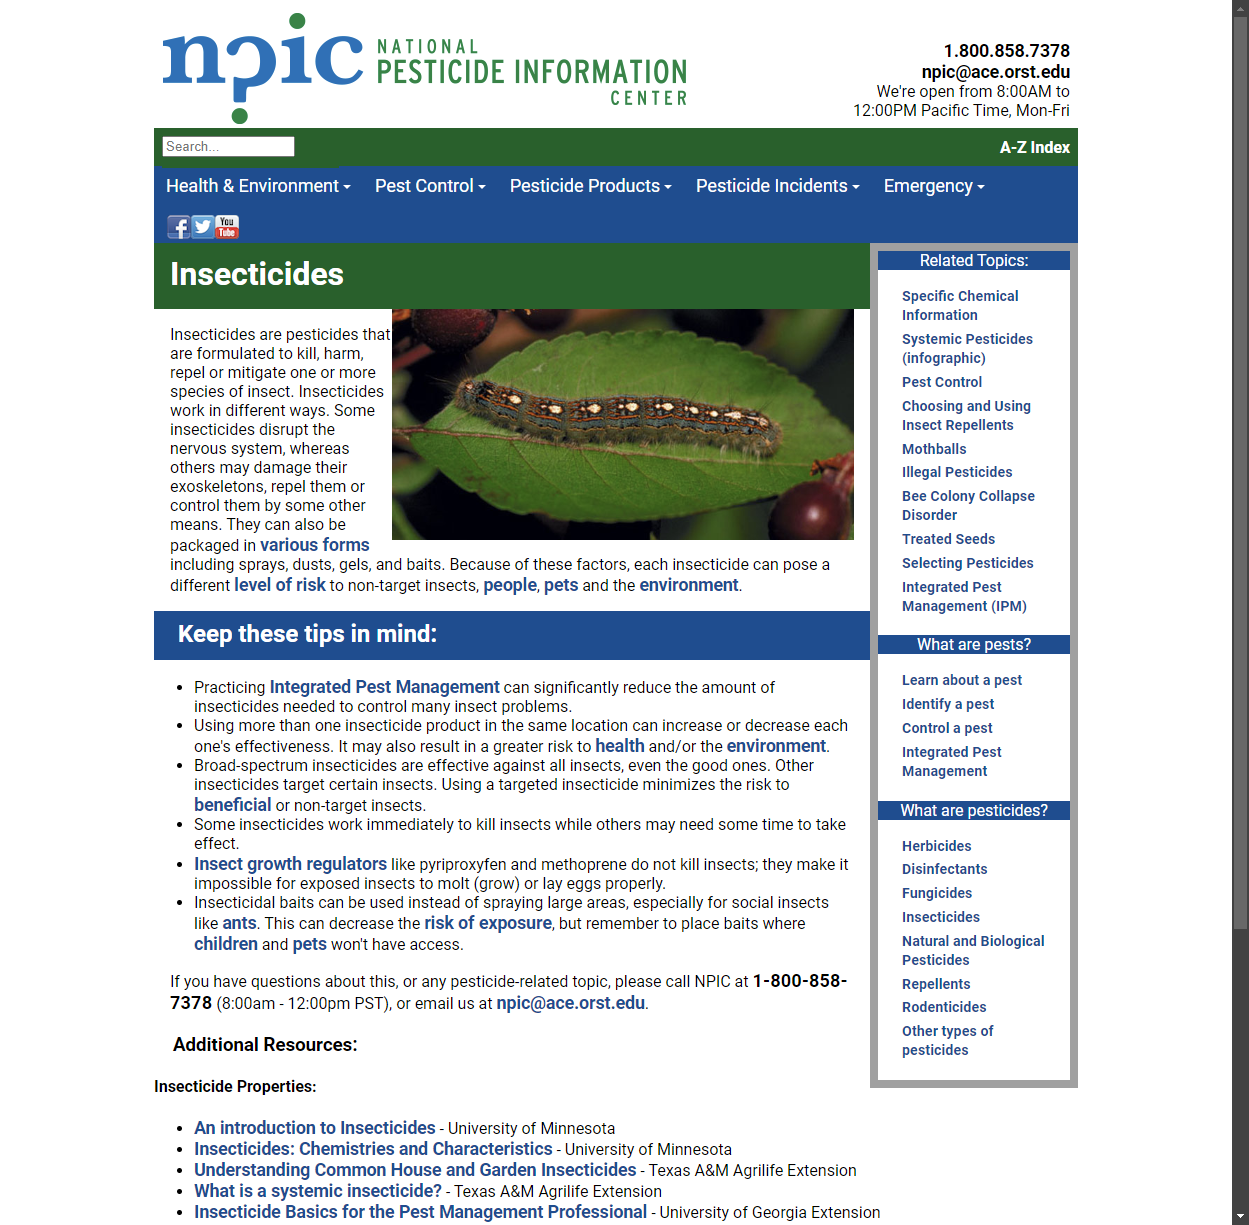 npic NATIONAL
PESTICIDE INFORMATION
CENTER
1.800.858.7378
npic@ace.orst.edu
We're open from 8:00AM to
12:00PM Pacific Time, Mon-Fri
Search...
A-Z Index
Health & Environment Pest Control Pesticide Products Pesticide Incidents Emergency
f You Tube
Insecticides
Insecticides are pesticides that
are formulated to kill, harm,
repel or mitigate one or more
species of insect. Insecticides
work in different ways. Some
insecticides disrupt the
nervous system, whereas
others may damage their
exoskeletons, repel them or
control them by some other
means. They can also be
packaged in various forms
including sprays, dusts, gels, and baits. Because of these factors, each insecticide can pose a
different level of risk to non-target insects, people, pets and the environment.
Keep these tips in mind:
• Practicing Integrated Pest Management can significantly reduce the amount of
insecticides needed to control many insect problems.
• Using more than one insecticide product in the same location can increase or decrease each
one's effectiveness. It may also result in a greater risk to health and/or the environment.
• Broad-spectrum insecticides are effective against all insects, even the good ones. Other
insecticides target certain insects. Using a targeted insecticide minimizes the risk to
beneficial or non-target insects.
• Some insecticides work immediately to kill insects while others may need some time to take
effect.
• Insect growth regulators like pyriproxyfen and methoprene do not kill insects; they make it
impossible for exposed insects to molt (grow) or lay eggs properly.
• Insecticidal baits can be used instead of spraying large areas, especially for social insects
like ants. This can decrease the risk of exposure, but remember to place baits where
children and pets won't have access.
If you have questions about this, or any pesticide-related topic, please call NPIC at 1-800-858-
7378 (8:00am - 12:00pm PST), or email us at npic@ace.orst.edu.
Additional Resources:
Insecticide Properties:
• An introduction to Insecticides - University of Minnesota
• Insecticides: Chemistries and Characteristics - University of Minnesota
• Understanding Common House and Garden Insecticides - Texas A&M Agrilife Extension
• What is a systemic insecticide? - Texas A&M Agrilife Extension
• Insecticide Basics for the Pest Management Professional - University of Georgia Extension
Related Topics:
Specific Chemical
Information
Systemic Pesticides
(infographic)
Pest Control
Choosing and Using
Insect Repellents
Mothballs
Illegal Pesticides
Bee Colony Collapse
Disorder
Treated Seeds
Selecting Pesticides
Integrated Pest
Management (IPM)
What are pests?
Learn about a pest
Identify a pest
Control a pest
Integrated Pest
Management
What are pesticides?
Herbicides
Disinfectants
Fungicides
Insecticides
Natural and Biological
Pesticides
Repellents
Rodenticides
Other types of
pesticides